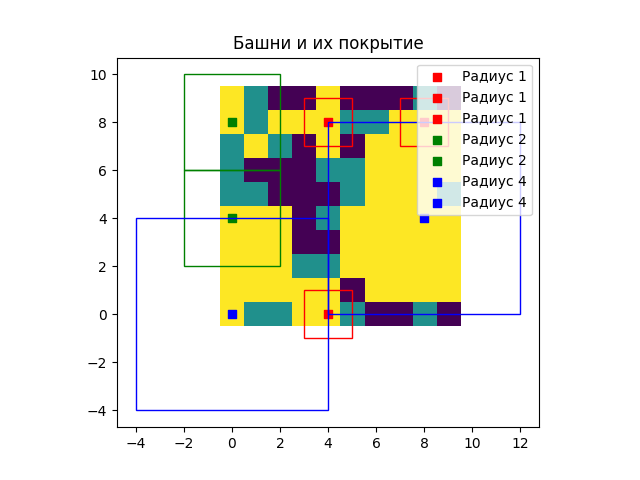 Башни и их покрытие
10
8
6
4
2
0
−2
−4
Радиус 1
Радиус 1
Радиус 1
Радиус 2
Радиус 2
Радиус 4
Радиус 4
−4 −2 0 2 4 6 8 10 12